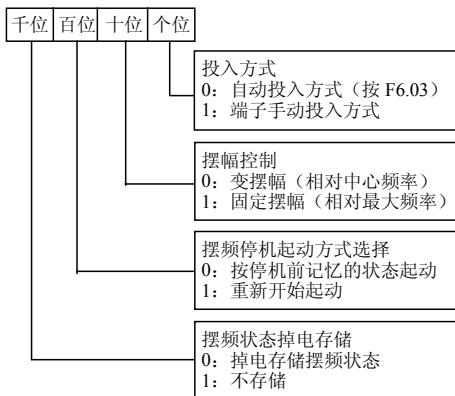 千位 百位 十位 个位
投入方式
0：自动投入方式（按 F6.03）
1：端子手动投入方式
摆幅控制
0：变摆幅（相对中心频率）
1：固定摆幅（相对最大频率）
摆频停机起动方式选择
0：按停机前记忆的状态起动
1：重新开始起动
摆频状态掉电存储
0：掉电存储摆频状态
1：不存储